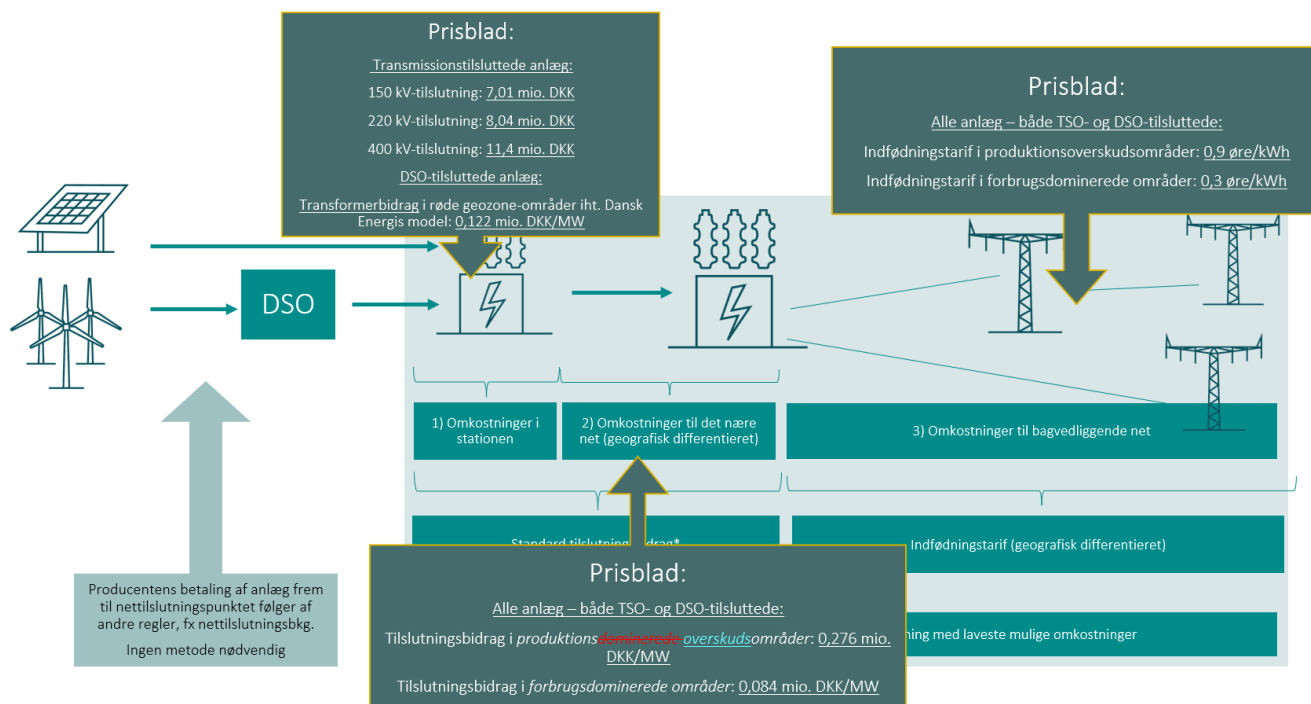 Prisblad:
Transmissionstilsluttede anlæg:
150 kV-tilslutning: 7,01 mio. DKK
220 kV-tilslutning: 8,04 mio. DKK
400 kV-tilslutning: 11,4 mio. DKK
DSO-tilsluttede anlæg:
Transformerbidrag i røde geozone-områder iht. Dansk
Energis model: 0,122 mio. DKK/MW
Prisblad:
Alle anlæg – både TSO- og DSO-tilsluttede:
Indfødningstarif i produktionsoverskudsområder: 0,9 øre/kWh
Indfødningstarif i forbrugsdominerede områder: 0,3 øre/kWh
DSO
1) Omkostninger i
stationen
2) Omkostninger til det nære
net (geografisk differentieret)
3) Omkostninger til bagvedliggende net
Standard tilslutning drag*
Indfødningstarif (geografisk differentieret)
Producentens betaling af anlæg frem
til nettilslutningspunktet følger af
andre regler, fx nettilslutningsbkg.
Ingen metode nødvendig
Prisblad:
Alle anlæg – både TSO- og DSO-tilsluttede:
Tilslutningsbidrag i produktionsdominerede overskudsområder: 0,276 mio.
DKK/MW
Tilslutningsbidrag i forbrugsdominerede områder: 0,084 mio. DKK/MW
ning med laveste mulige omkostninger